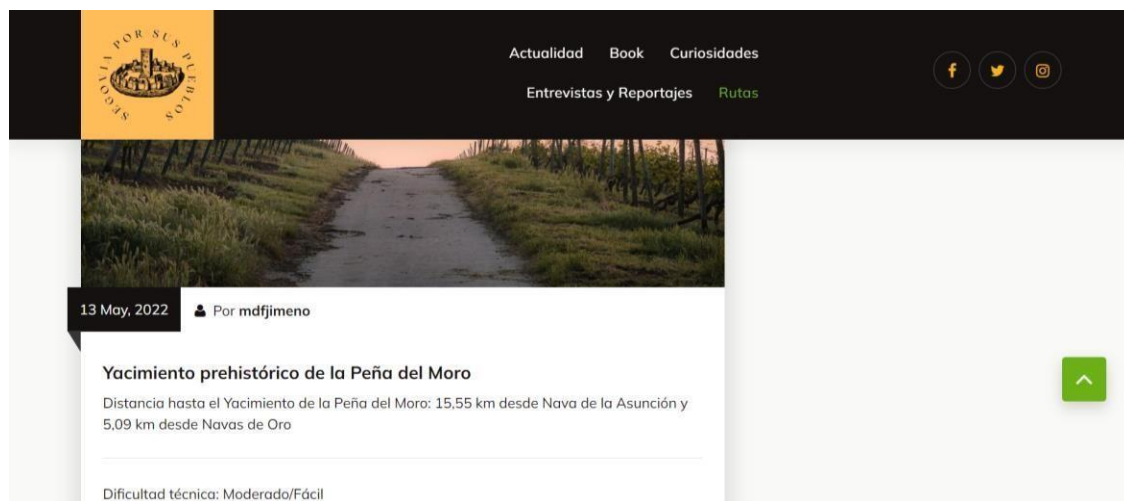 SEGOVIA POR SUS PUEBLOS
Actualidad Book Curiosidades
Entrevistas y Reportajes Rutas
13 May, 2022 Por mdfjimeno
Yacimiento prehistórico de la Peña del Moro
Distancia hasta el Yacimiento de la Peña del Moro: 15,55 km desde Nava de la Asunción y
5,09 km desde Navas de Oro
Dificultad técnica: Moderado/Fácil